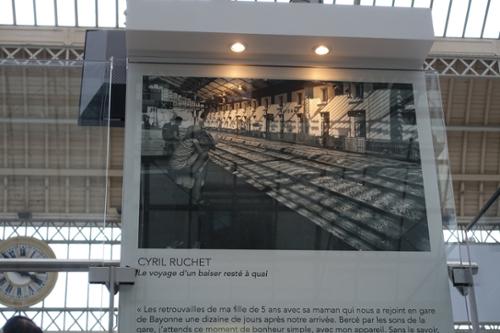 CYRIL RUCHET
Le voyage d'un baiser resté à quai
« Les retrouvailles de ma fille de 5 ans avec sa maman qui nous a rejoint en gare
de Bayonne une dizaine de jours après notre arrivée. Bercé par les sons de la
gare, j'attends ce moment de bonheur simple, avec mon appareil. Sans le savoir,